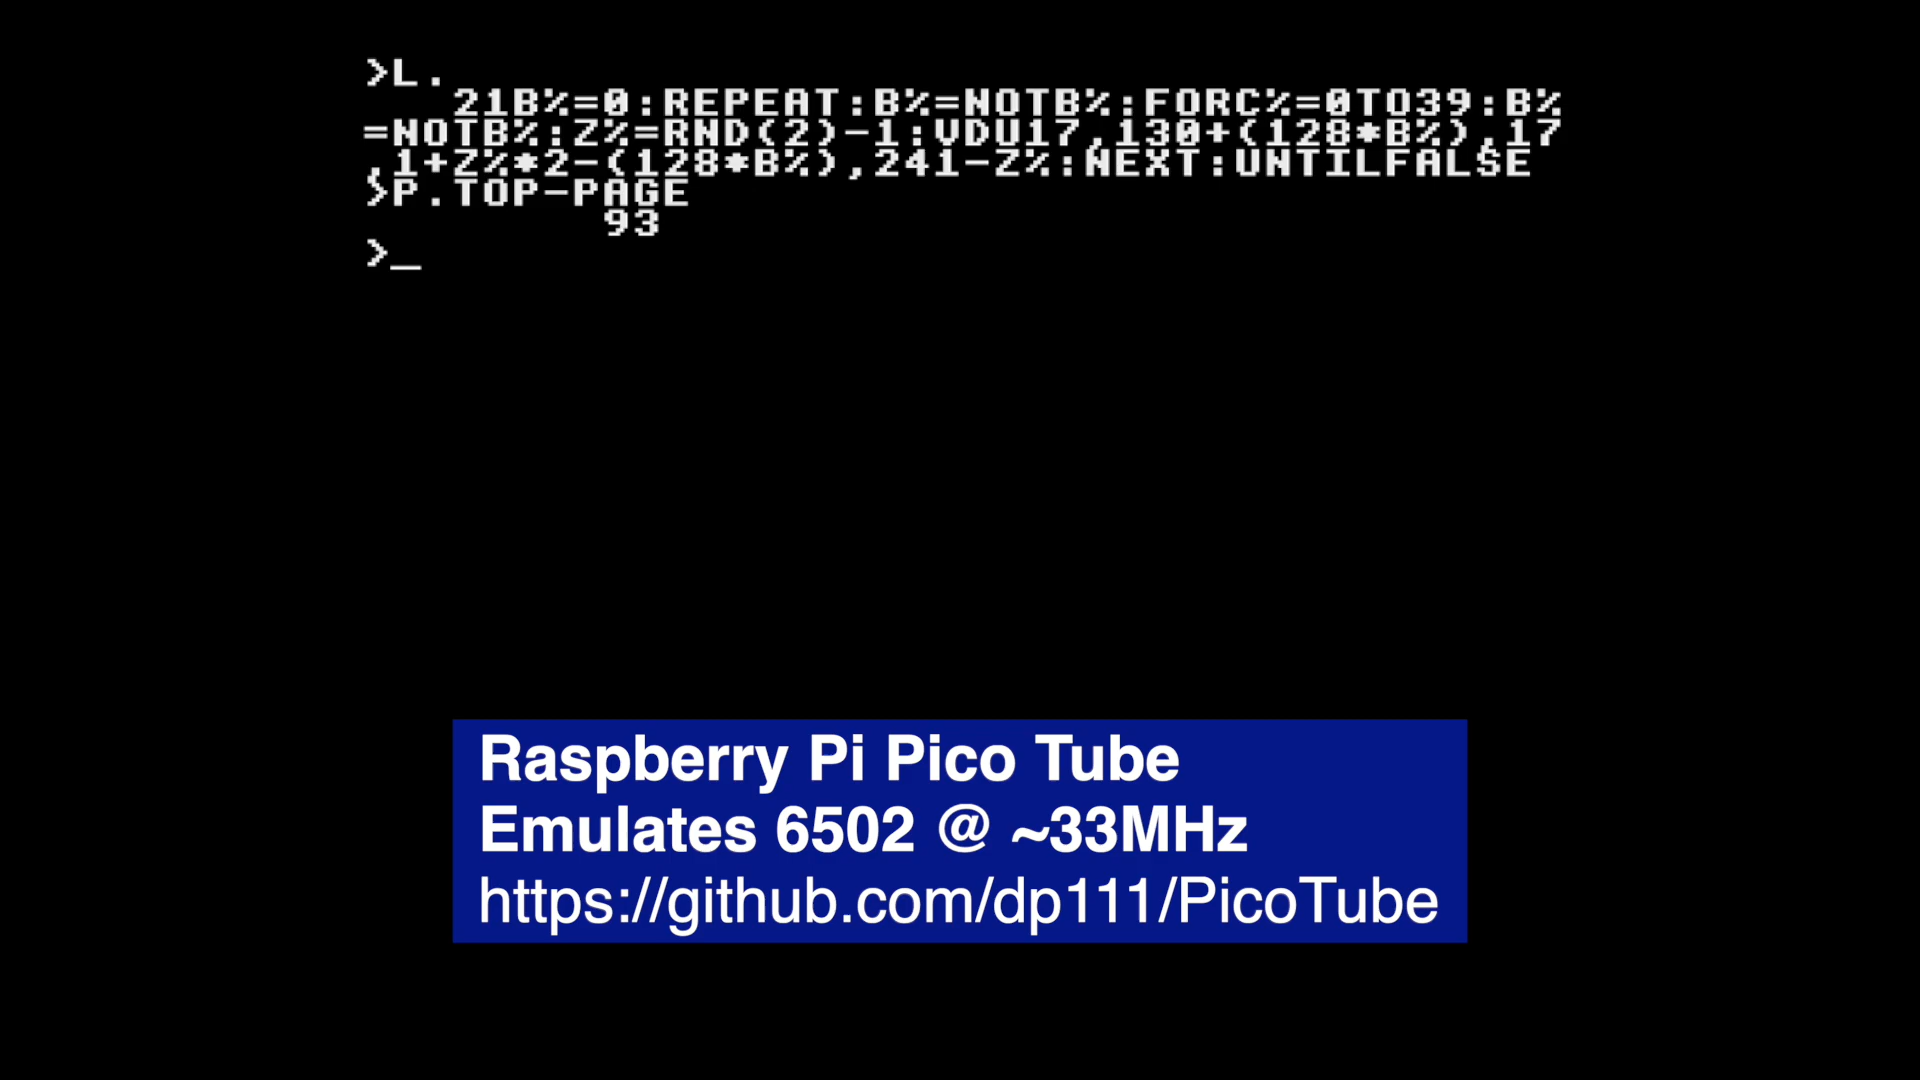 >L.
21B%=0:REPEAT:B%=NOTB%:FORC%=0TO39:B%
=NOTB%:Z%=RND(2)-1:VDU17,130+(128*B%),17
,1+Z%*2-(128*B%),241-Z%:NEXT:UNTILFALSE
>P.TOP-PAGE
93
>_
Raspberry Pi Pico Tube
Emulates 6502 @ ~33MHz
https://github.com/dp111/PicoTube